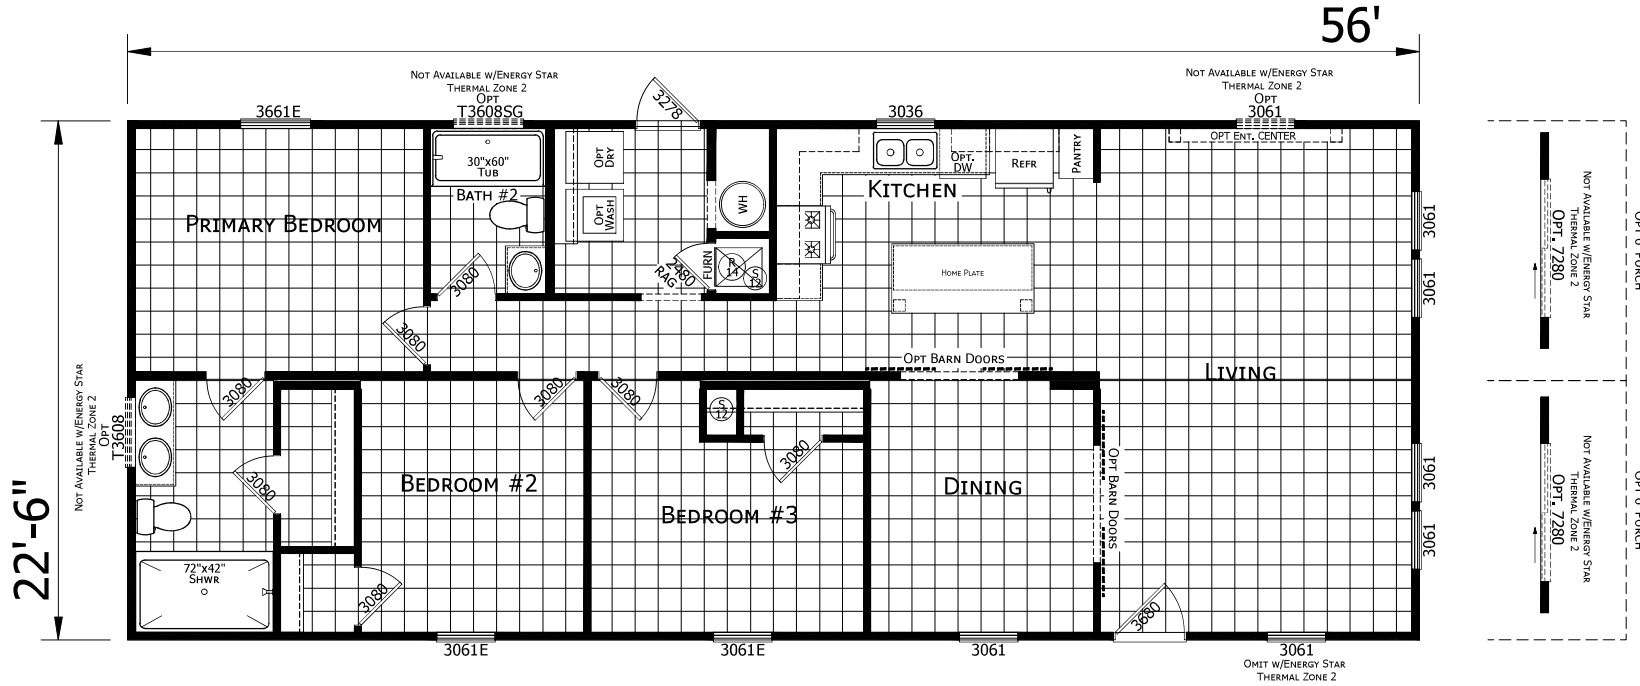 56'
Not Available w/Energy Star
Thermal Zone 2
Opt
T3608SG
Not Available w/Energy Star
Thermal Zone 2
Opt
3061
3661E
3278
3036
Opt Ent. Center
30"x60"
Tub
Bath #2
Opt
Dry
Opt
Wash
WH
Opt.
DW
Refr
Pantry
Kitchen
Primary Bedroom
3080
2480
RAG
Furn
R
14
S
12
Home Plate
3061
3061
3080
Opt Barn Doors
Living
3080
3080
3080
S
12
3080
Not Available w/Energy Star
Thermal Zone 2
Opt
T3608
3080
Bedroom #2
Bedroom #3
Dining
Opt Barn Doors
3061
3061
22'-6"
72"x42"
Shwr
3080
3680
3061E
3061E
3061
3061
Omit w/Energy Star
Thermal Zone 2
Not Available w/Energy Star
Thermal Zone 2
Opt. 7280
Not Available w/Energy Star
Thermal Zone 2
Opt. 7280